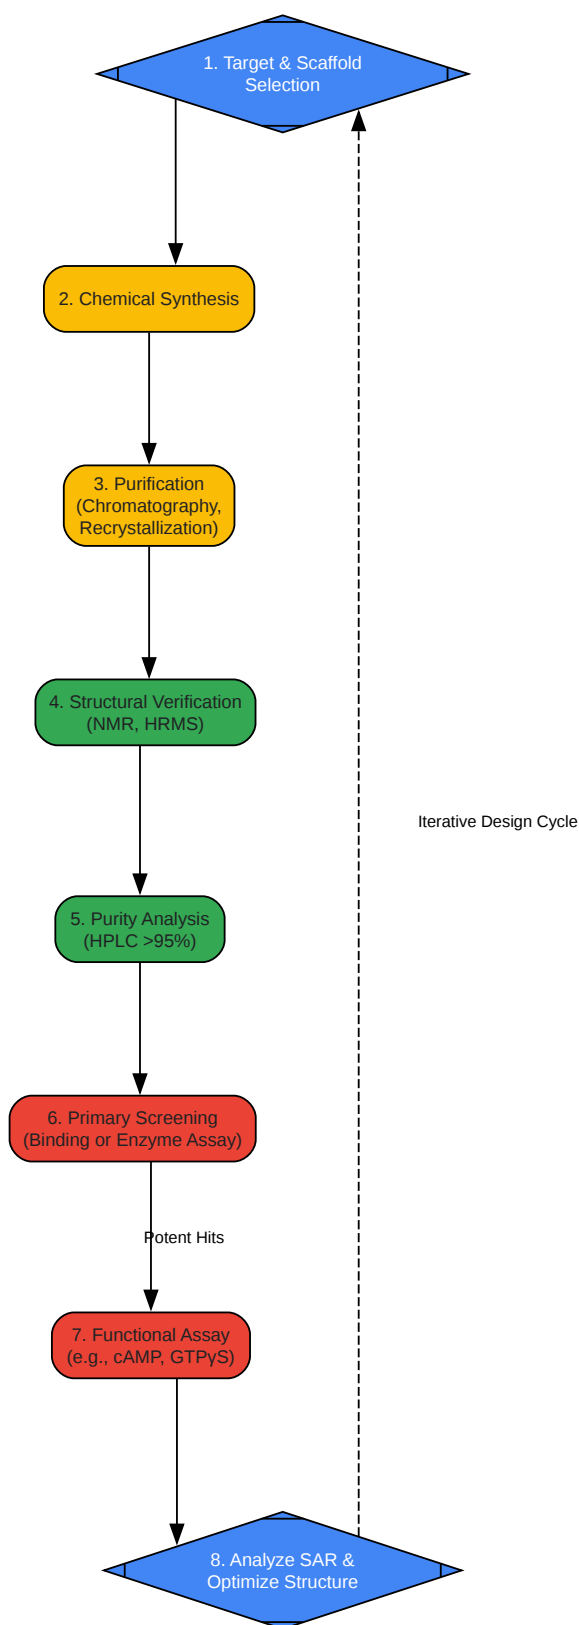 1. Target & Scaffold
Selection
2. Chemical Synthesis
3. Purification
(Chromatography,
Recrystallization)
4. Structural Verification
(NMR, HRMS)
Iterative Design Cycle
5. Purity Analysis
(HPLC >95%)
6. Primary Screening
(Binding or Enzyme Assay)
Potent Hits
7. Functional Assay
(e.g., cAMP, GTPγS)
8. Analyze SAR &
Optimize Structure